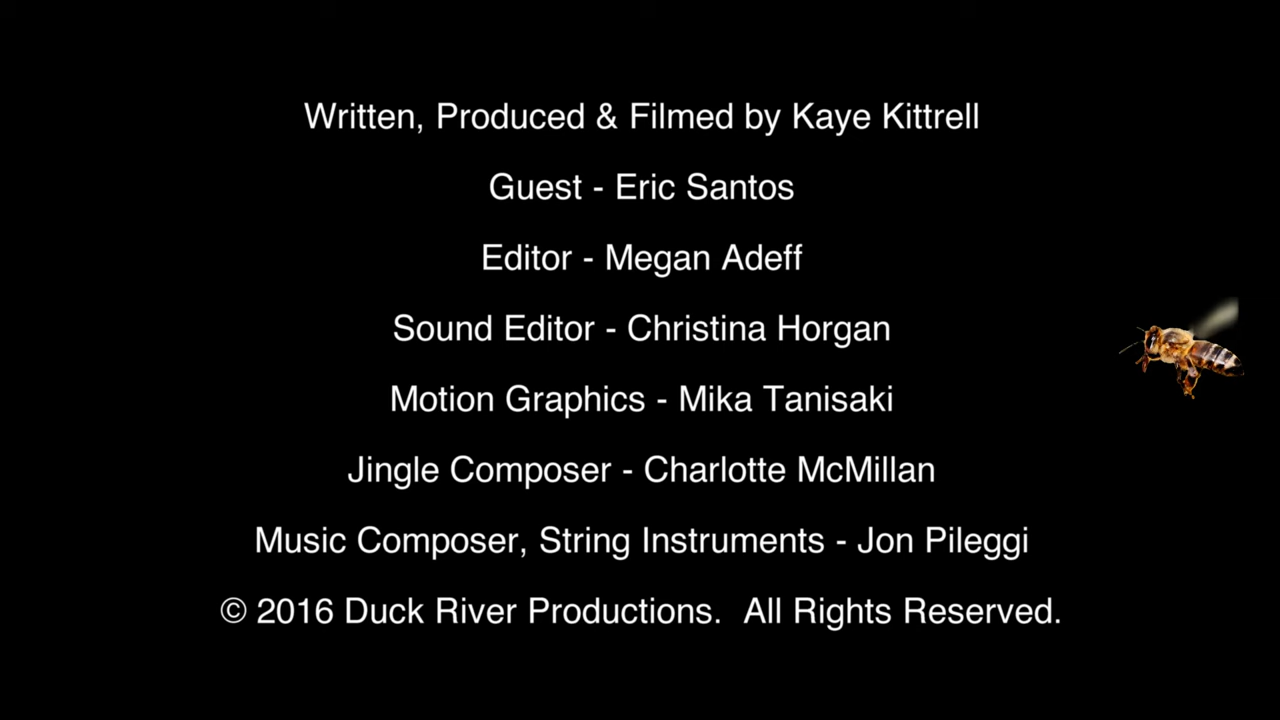 Written, Produced & Filmed by Kaye Kittrell
Guest - Eric Santos
Editor - Megan Adeff
Sound Editor - Christina Horgan
Motion Graphics - Mika Tanisaki
Jingle Composer - Charlotte McMillan
Music Composer, String Instruments - Jon Pileggi
© 2016 Duck River Productions.  All Rights Reserved.